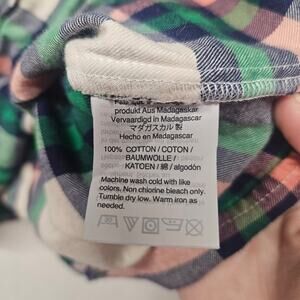 produkt Aus Madagaskar
Vervaardigd in Madagascar
マダガスカル 製
Hecho en Madagascar
100% COTTON / COTON /
BAUMWOLLE /
KATOEN / 綿 / algodón
Machine wash cold with like
colors. Non chlorine bleach only.
Tumble dry low. Warm iron as
needed.